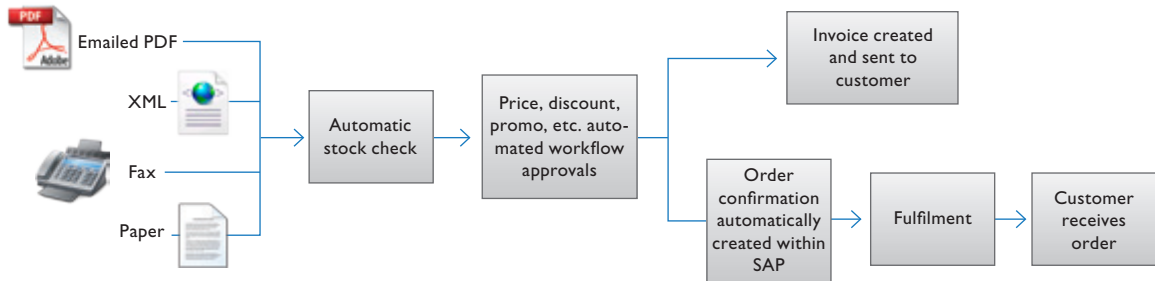 PDF
Adobe
Emailed PDF
XML
Fax
Paper
Automatic
stock check
Price, discount,
promo, etc. auto-
mated workflow
approvals
Invoice created
and sent to
customer
Order
confirmation
automatically
created within
SAP
Fulfilment
Customer
receives
order